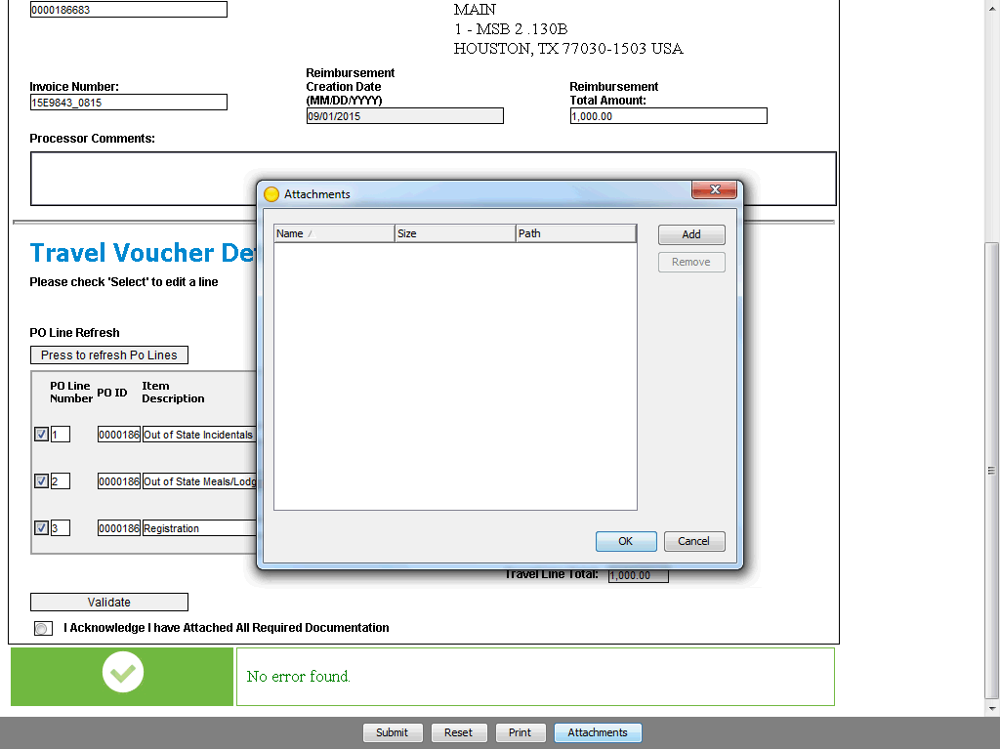 0000186683
MAIN
1 - MSB 2 .130B
HOUSTON, TX 77030-1503 USA
Invoice Number:
15E9843_0815
Reimbursement
Creation Date
(MM/DD/YYYY)
09/01/2015
Reimbursement
Total Amount:
1,000.00
Processor Comments:
Attachments
Name Size Path
Add
Remove
OK Cancel
Travel Voucher De
Please check 'Select' to edit a line
PO Line Refresh
Press to refresh Po Lines
PO Line
Number
PO ID
Item
Description
1 0000186 Out of State Incidentals
2 0000186 Out of State Meals/Lodg
3 0000186 Registration
Travel Line Total: 1,000.00
Validate
I Acknowledge I have Attached All Required Documentation
No error found.
Submit Reset Print Attachments